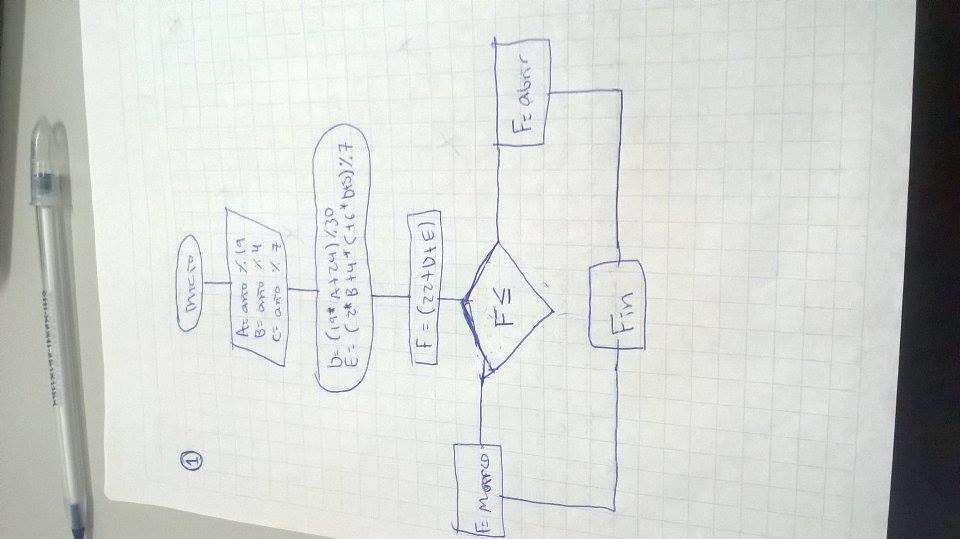 ①
Inicio
A= año %19
B= año %4
C= año %7
D= (19*A+24)%30
E= (2*B+4*C+6*D+5)%7
F= (22+D+E)
F≤
F= Marzo
F= abrir
Fin